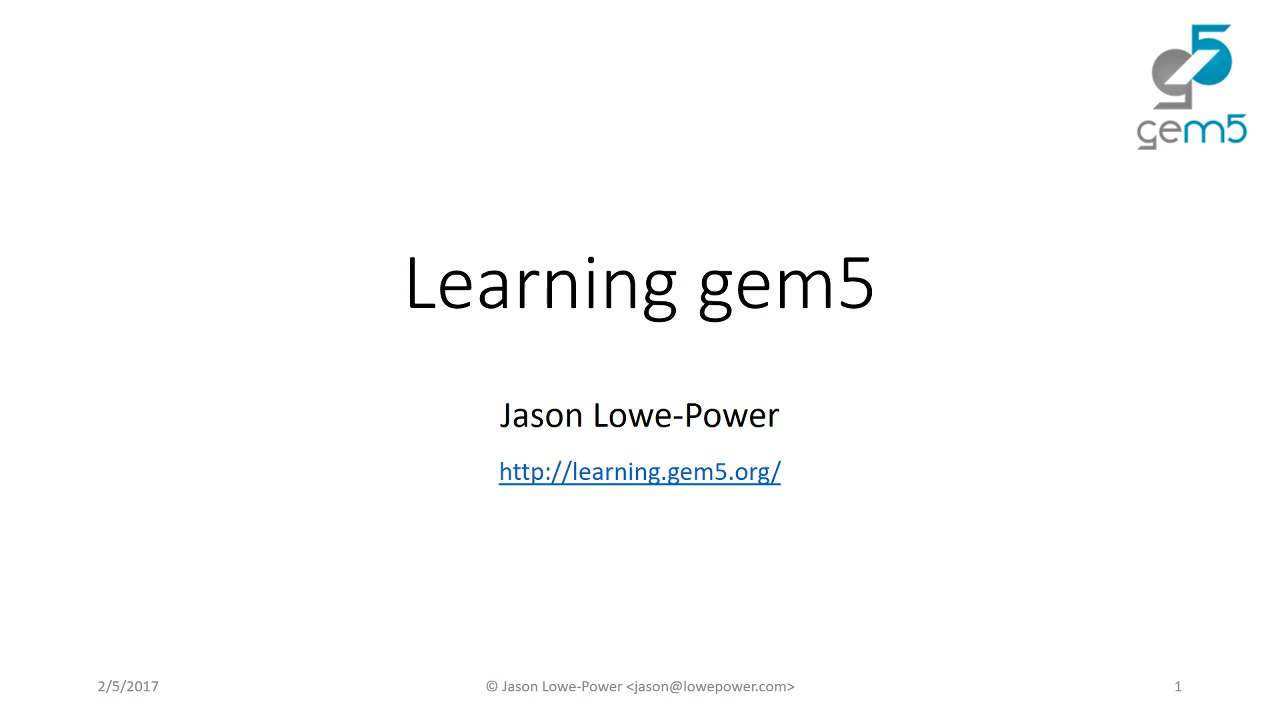 gem5
Learning gem5
Jason Lowe-Power
http://learning.gem5.org/
2/5/2017
© Jason Lowe-Power <jason@lowepower.com>
1